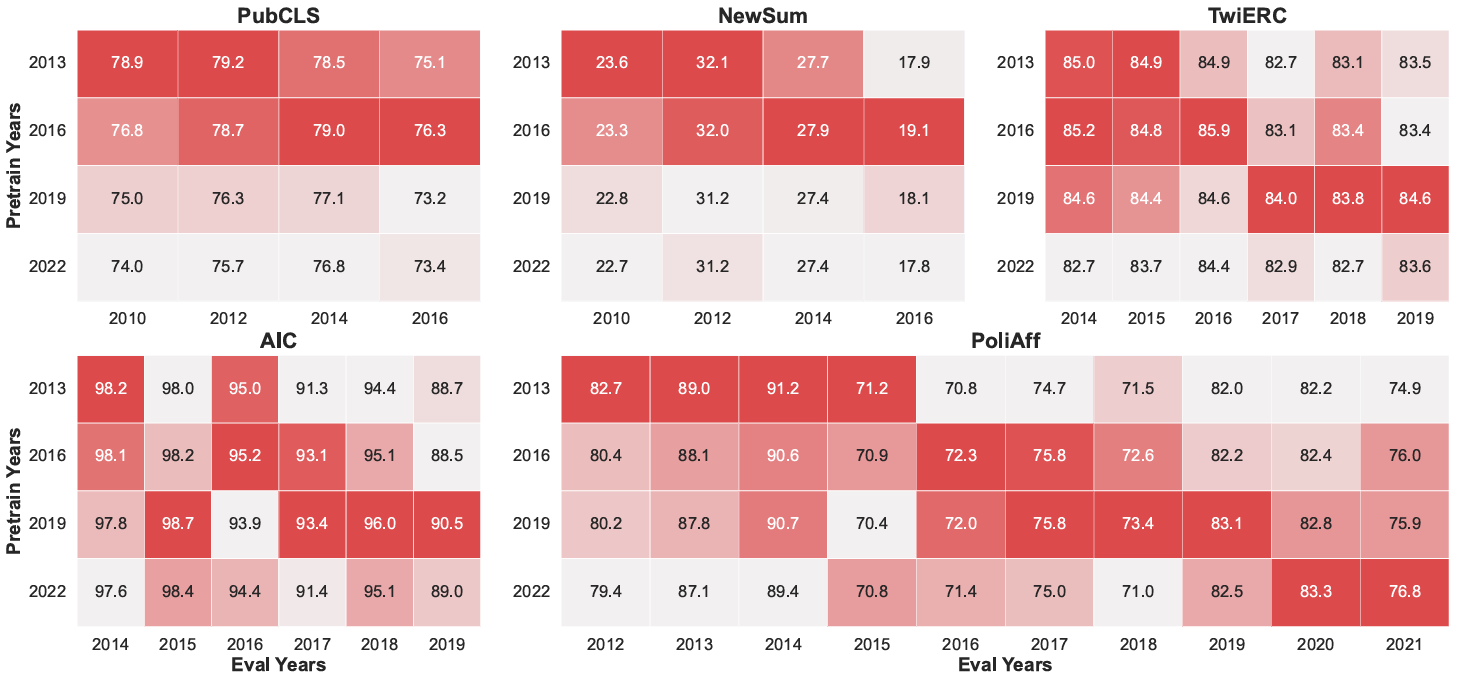 PubCLS NewSum TwiERC
Pretrain Years
2013 78.9 79.2 78.5 75.1 2013 23.6 32.1 27.7 17.9 2013 85.0 84.9 84.9 82.7 83.1 83.5
2016 76.8 78.7 79.0 76.3 2016 23.3 32.0 27.9 19.1 2016 85.2 84.8 85.9 83.1 83.4 83.4
2019 75.0 76.3 77.1 73.2 2019 22.8 31.2 27.4 18.1 2019 84.6 84.4 84.6 84.0 83.8 84.6
2022 74.0 75.7 76.8 73.4 2022 22.7 31.2 27.4 17.8 2022 82.7 83.7 84.4 82.9 82.7 83.6
2010 2012 2014 2016 2010 2012 2014 2016 2014 2015 2016 2017 2018 2019
AIC PoliAff
Pretrain Years
2013 98.2 98.0 95.0 91.3 94.4 88.7 2013 82.7 89.0 91.2 71.2 70.8 74.7 71.5 82.0 82.2 74.9
2016 98.1 98.2 95.2 93.1 95.1 88.5 2016 80.4 88.1 90.6 70.9 72.3 75.8 72.6 82.2 82.4 76.0
2019 97.8 98.7 93.9 93.4 96.0 90.5 2019 80.2 87.8 90.7 70.4 72.0 75.8 73.4 83.1 82.8 75.9
2022 97.6 98.4 94.4 91.4 95.1 89.0 2022 79.4 87.1 89.4 70.8 71.4 75.0 71.0 82.5 83.3 76.8
2014 2015 2016 2017 2018 2019 2012 2013 2014 2015 2016 2017 2018 2019 2020 2021
Eval Years Eval Years